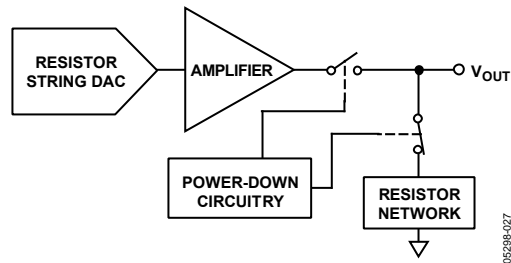 RESISTOR
STRING DAC
AMPLIFIER
VOUT
POWER-DOWN
CIRCUITRY
RESISTOR
NETWORK
05298-027